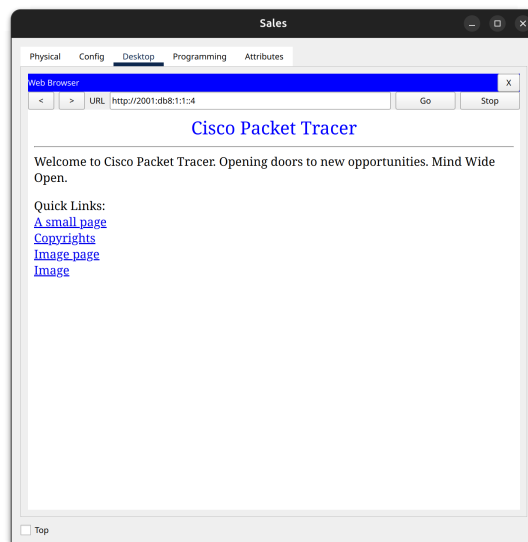 Sales
Physical Config Desktop Programming Attributes
Web Browser X
< > URL http://2001:db8:1:1::4 Go Stop
Cisco Packet Tracer
Welcome to Cisco Packet Tracer. Opening doors to new opportunities. Mind Wide
Open.
Quick Links:
A small page
Copyrights
Image page
Image
Top